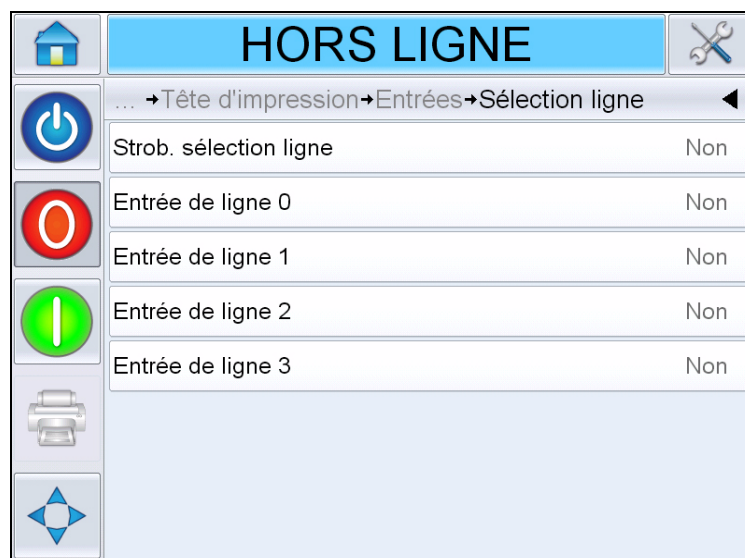 HORS LIGNE
... →Tête d'impression→Entrées→Sélection ligne
Strob. sélection ligne Non
Entrée de ligne 0 Non
Entrée de ligne 1 Non
Entrée de ligne 2 Non
Entrée de ligne 3 Non